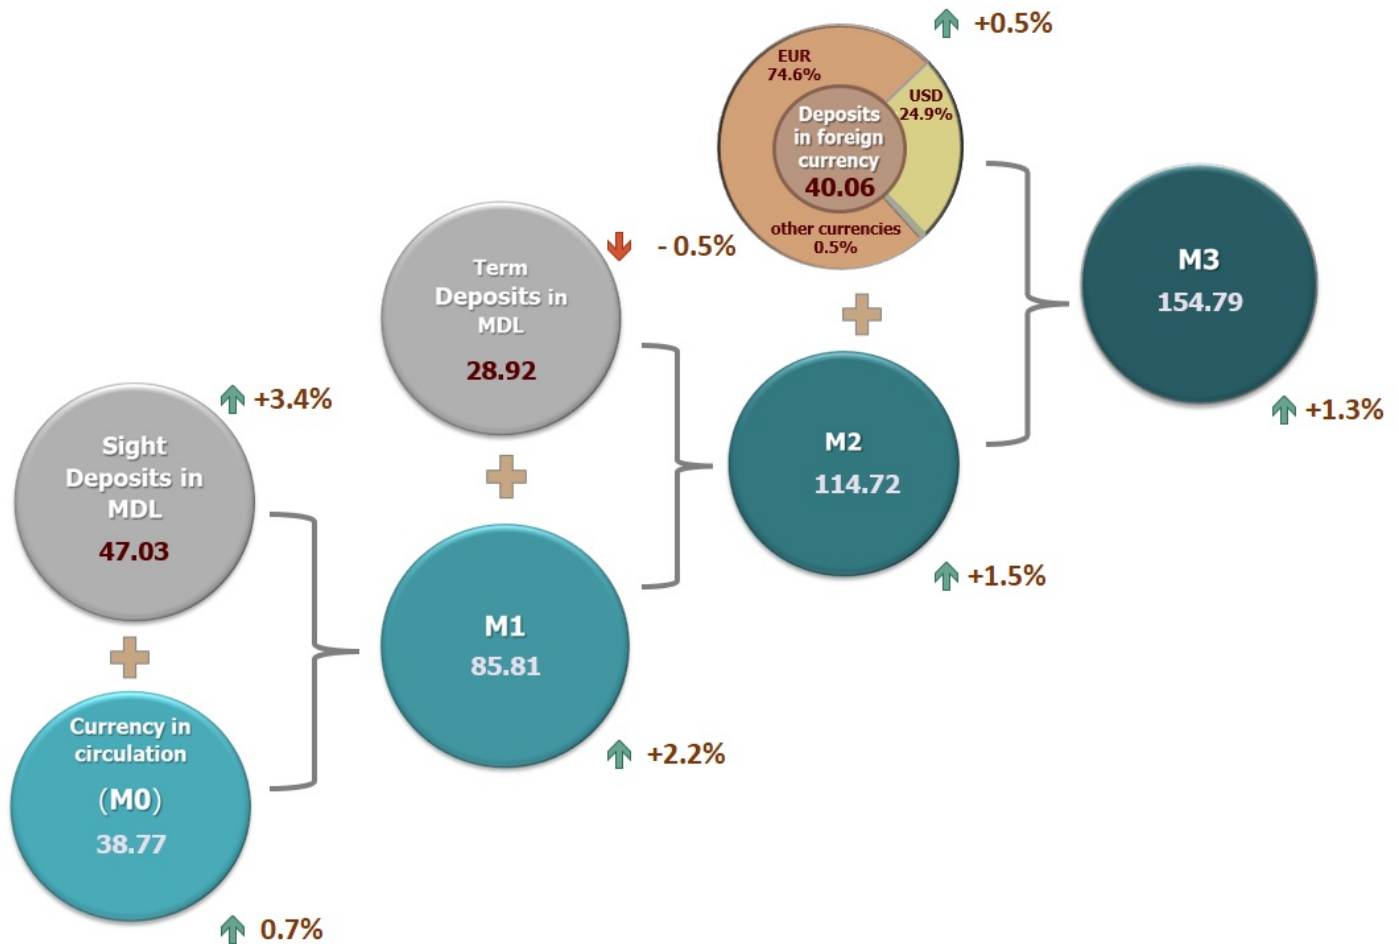 +0.5%
EUR
74.6%
USD
24.9%
Deposits
in foreign
currency
40.06
other currencies
0.5%
M3
154.79
+1.3%
Term
Deposits in
MDL
28.92
- 0.5%
M2
114.72
+1.5%
Sight
Deposits in
MDL
47.03
+3.4%
M1
85.81
+2.2%
Currency in
circulation
(M0)
38.77
0.7%